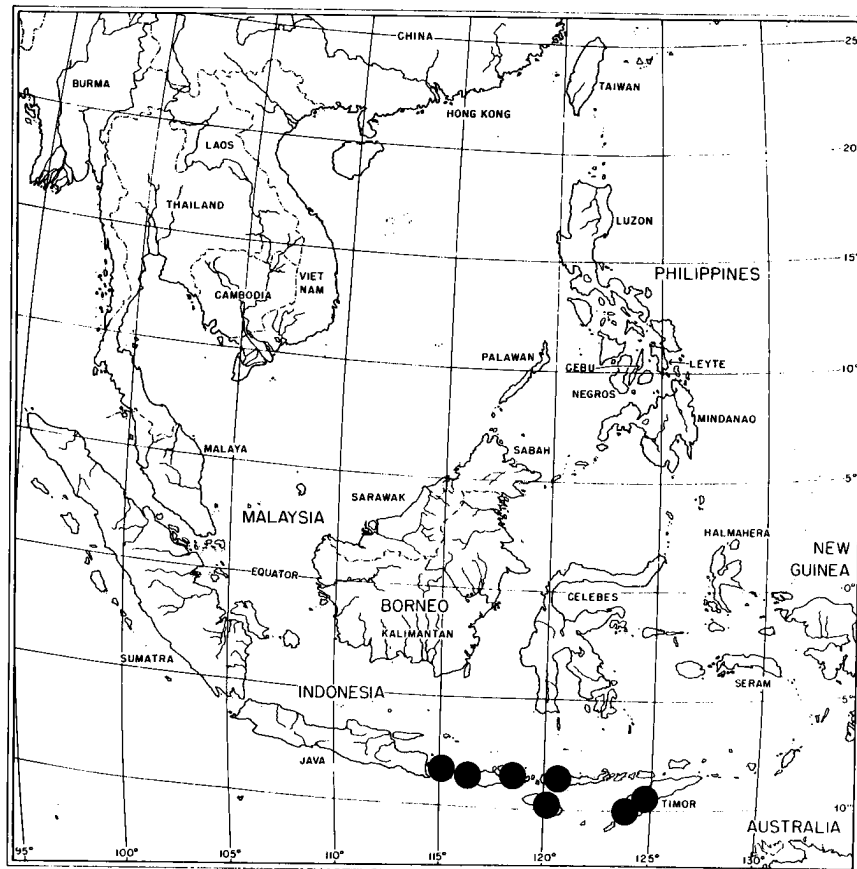 CHINA
25°
BURMA
TAIWAN
HONG KONG
LAOS
20°
THAILAND
LUZON
VIET
NAM
15°
PHILIPPINES
CAMBODIA
PALAWAN
CEBU
LEYTE
10°
NEGROS
MINDANAO
MALAYA
SABAH
5°
SARAWAK
MALAYSIA
HALMAHERA
NEW
GUINEA
EQUATOR
0°
CELEBES
BORNEO
KALIMANTAN
SUMATRA
SERAM
INDONESIA
5°
JAVA
TIMOR
10°
AUSTRALIA
95°
100°
105°
110°
115°
120°
125°
130°